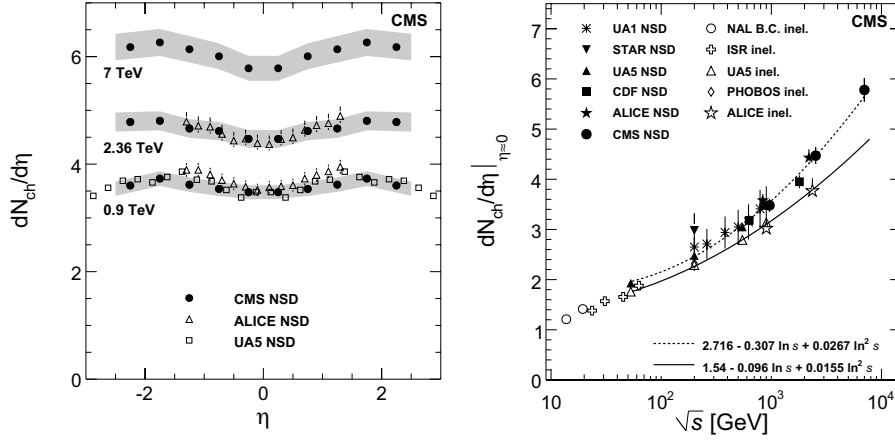 CMS
dN_ch/dη
6
4
2
0
7 TeV
2.36 TeV
0.9 TeV
CMS NSD
ALICE NSD
UA5 NSD
-2 0 2
η
CMS
dN_ch/dη|_η≈0
7
6
5
4
3
2
1
0
UA1 NSD
STAR NSD
UA5 NSD
CDF NSD
ALICE NSD
CMS NSD
NAL B.C. inel.
ISR inel.
UA5 inel.
PHOBOS inel.
ALICE inel.
2.716 - 0.307 ln s + 0.0267 ln² s
1.54 - 0.096 ln s + 0.0155 ln² s
10 10² 10³ 10⁴
√s [GeV]